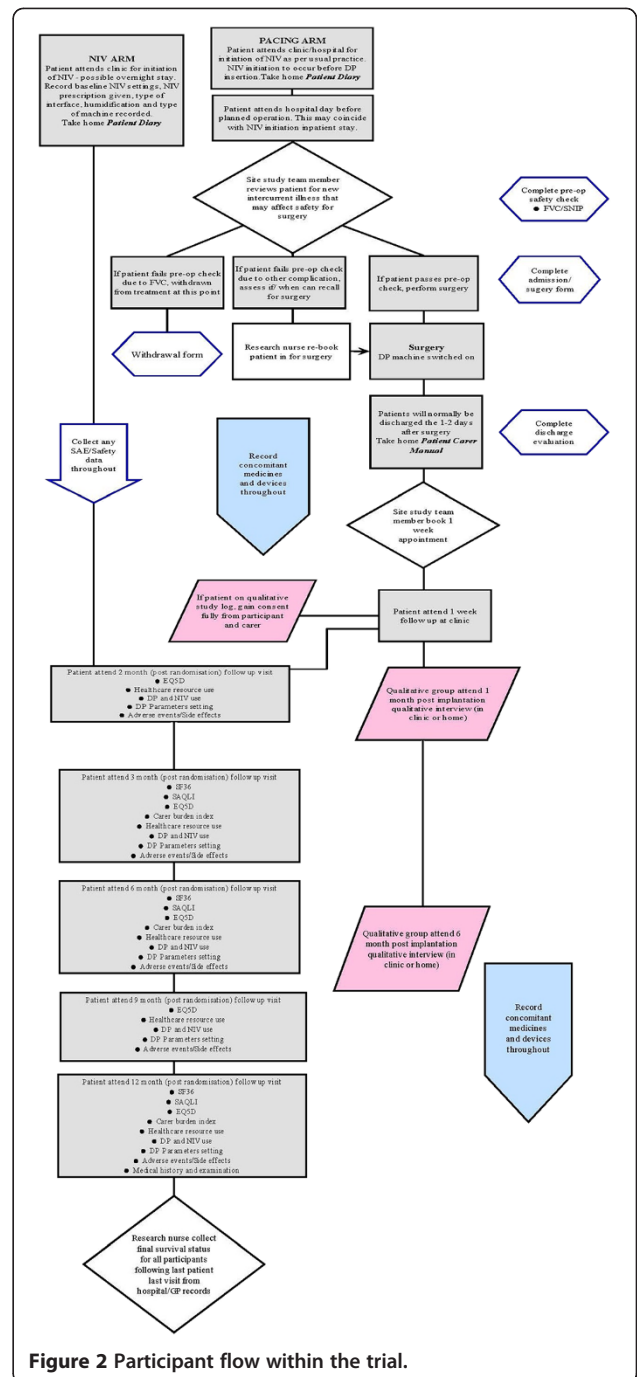 NIV ARM
Patient attends clinic for initiation
of NIV - possible overnight stay.
Record baseline NIV settings, NIV
prescription given, type of
interface, humidification and type
of machine recorded.
Take home Patient Diary
PACING ARM
Patient attends clinic/hospital for
initiation of NIV as per usual practice.
NIV initiation to occur before DP
insertion.Take home Patient Diary
Patient attends hospital day before
planned operation. This may
coincide with NIV initiation inpatient stay.
Site study team member
reviews patient for new
intercurrent illness that
may affect safety for
surgery
Complete pre-op
safety check
● FVC/SNIP
If patient fails pre-op check
due to FVC, withdrawn
from treatment at this point
If patient fails pre-op check
due to other complication,
assess if/ when can recall
for surgery
If patient passes pre-op
check, perform surgery
Complete
admission/
sugery form
Withdrawal form
Research nurse re-book
patient in for surgery
Surgery
DP machine switched on
Patients will normally be
discharged the 1-2 days
after surgery
Take home Patient Carer
Manual
Complete
discharge
evaluation
Collect any
SAE/Safety
data
throughout
Record
concomitant
medicines
and devices
throughout
Site study team
member book 1
week
appointment
If patient on qualitative
study log, gain consent
fully from participant
and carer
Patient attend 1 week
follow up at clinic
Patient attend 2 month (post randomisation) follow up visit
● EQ5D
● Healthcare resource use
● DP and NIV use
● DP Parameters setting
● Adverse events/Side effects
Qualitative group attend 1
month post implantation
qualitative interview (in
clinic or home)
Patient attend 3 month (post randomisation) follow up visit
● SF36
● SAQLI
● EQ5D
● Carer burden index
● Healthcare resource use
● DP and NIV use
● DP Parameters setting
● Adverse events/Side effects
Patient attend 6 month (post randomisation) follow up visit
● SF36
● SAQLI
● EQ5D
● Carer burden index
● Healthcare resource use
● DP and NIV use
● DP Parameters setting
● Adverse events/Side effects
Qualitative group attend 6
month post implantation
qualitative interview (in
clinic or home)
Patient attend 9 month (post randomisation) follow up visit
● EQ5D
● Healthcare resource use
● DP and NIV use
● DP Parameters setting
● Adverse events/Side effects
Record
concomitant
medicines
and devices
throughout
Patient attend 12 month (post randomisation) follow up visit
● SF36
● SAQLI
● EQ5D
● Carer burden index
● Healthcare resource use
● DP and NIV use
● DP Parameters setting
● Adverse events/Side effects
● Medical history and examination
Research nurse collect
final survival status
for all participants
following last patient
last visit from
hospital/GP records
Figure 2 Participant flow within the trial.